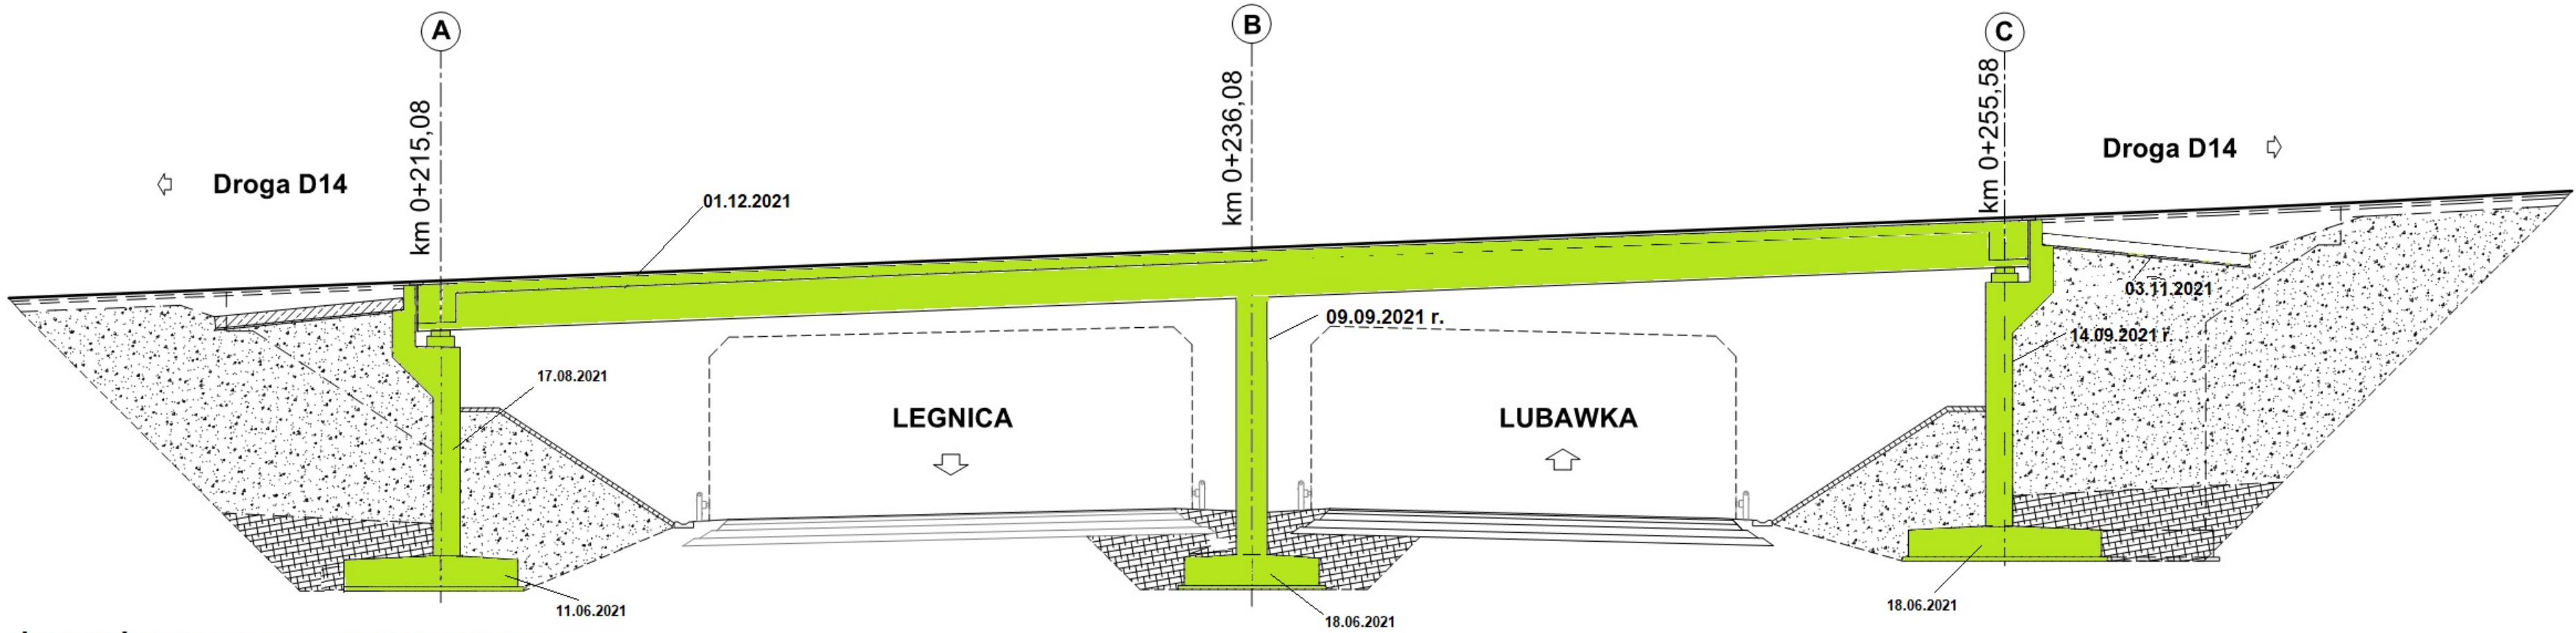 A
B
C
km 0+215,08
km 0+236,08
km 0+255,58
Droga D14
Droga D14
01.12.2021
03.11.2021
09.09.2021 r.
14.09.2021 r.
17.08.2021
LEGNICA
LUBAWKA
11.06.2021
18.06.2021
18.06.2021